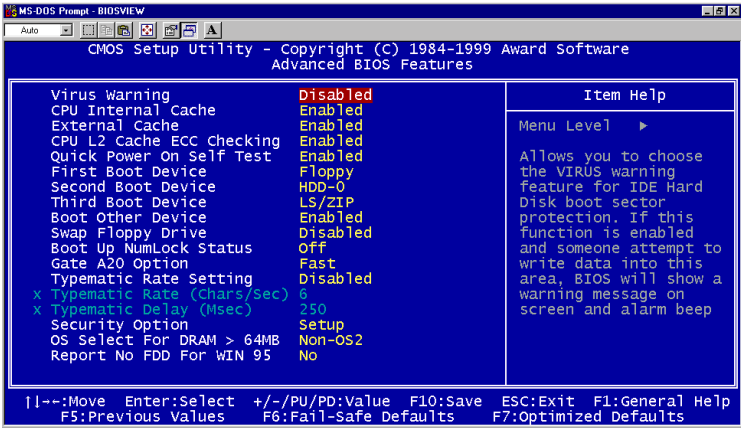 MS-DOS Prompt - BIOSVIEW
Auto
A
CMOS Setup Utility - Copyright (C) 1984-1999 Award Software
Advanced BIOS Features
Virus Warning Disabled
CPU Internal Cache Enabled
External Cache Enabled
CPU L2 Cache ECC Checking Enabled
Quick Power On Self Test Enabled
First Boot Device Floppy
Second Boot Device HDD-0
Third Boot Device LS/ZIP
Boot Other Device Enabled
Swap Floppy Drive Disabled
Boot Up NumLock Status Off
Gate A20 Option Fast
Typematic Rate Setting Disabled
x Typematic Rate (Chars/Sec) 6
x Typematic Delay (Msec) 250
Security Option Setup
OS Select For DRAM > 64MB Non-OS2
Report No FDD For WIN 95 No
Item Help
Menu Level ▶
Allows you to choose
the VIRUS warning
feature for IDE Hard
Disk boot sector
protection. If this
function is enabled
and someone attempt to
write data into this
area, BIOS will show a
warning message on
screen and alarm beep
↑↓→←:Move Enter:Select +/-/PU/PD:Value F10:Save ESC:Exit F1:General Help
F5:Previous Values F6:Fail-Safe Defaults F7:Optimized Defaults